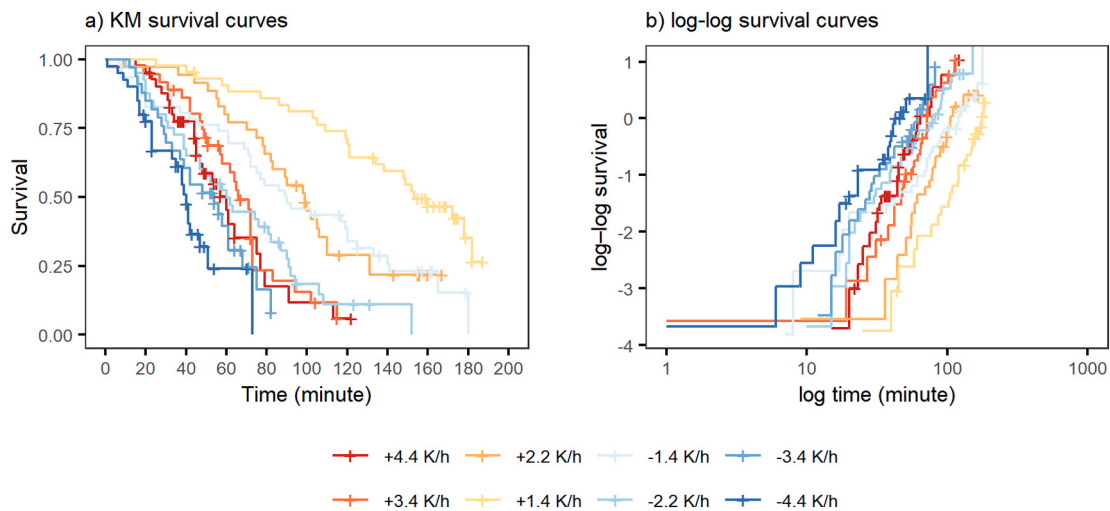 a) KM survival curves
b) log-log survival curves
1.00
0.75
0.50
0.25
0.00
Survival
0 20 40 60 80 100 120 140 160 180 200
Time (minute)
1
0
-1
-2
-3
-4
log–log survival
1 10 100 1000
log time (minute)
+4.4 K/h +2.2 K/h -1.4 K/h -3.4 K/h
+3.4 K/h +1.4 K/h -2.2 K/h -4.4 K/h